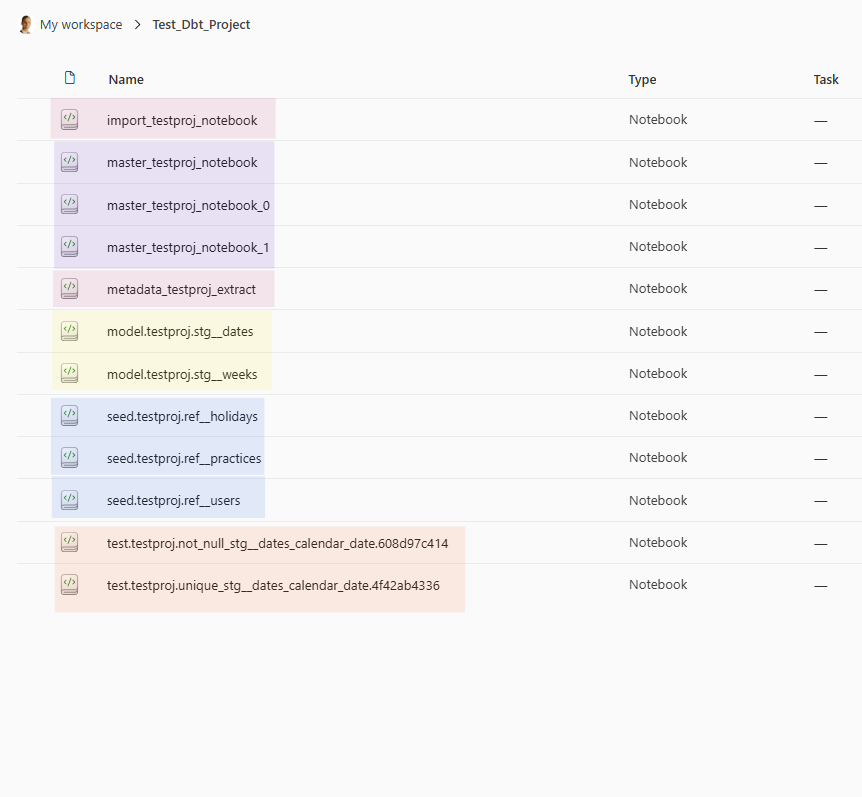 My workspace > Test_Dbt_Project
Name Type Task
import_testproj_notebook Notebook —
master_testproj_notebook Notebook —
master_testproj_notebook_0 Notebook —
master_testproj_notebook_1 Notebook —
metadata_testproj_extract Notebook —
model.testproj.stg__dates Notebook —
model.testproj.stg__weeks Notebook —
seed.testproj.ref__holidays Notebook —
seed.testproj.ref__practices Notebook —
seed.testproj.ref__users Notebook —
test.testproj.not_null_stg__dates_calendar_date.608d97c414 Notebook —
test.testproj.unique_stg__dates_calendar_date.4f42ab4336 Notebook —